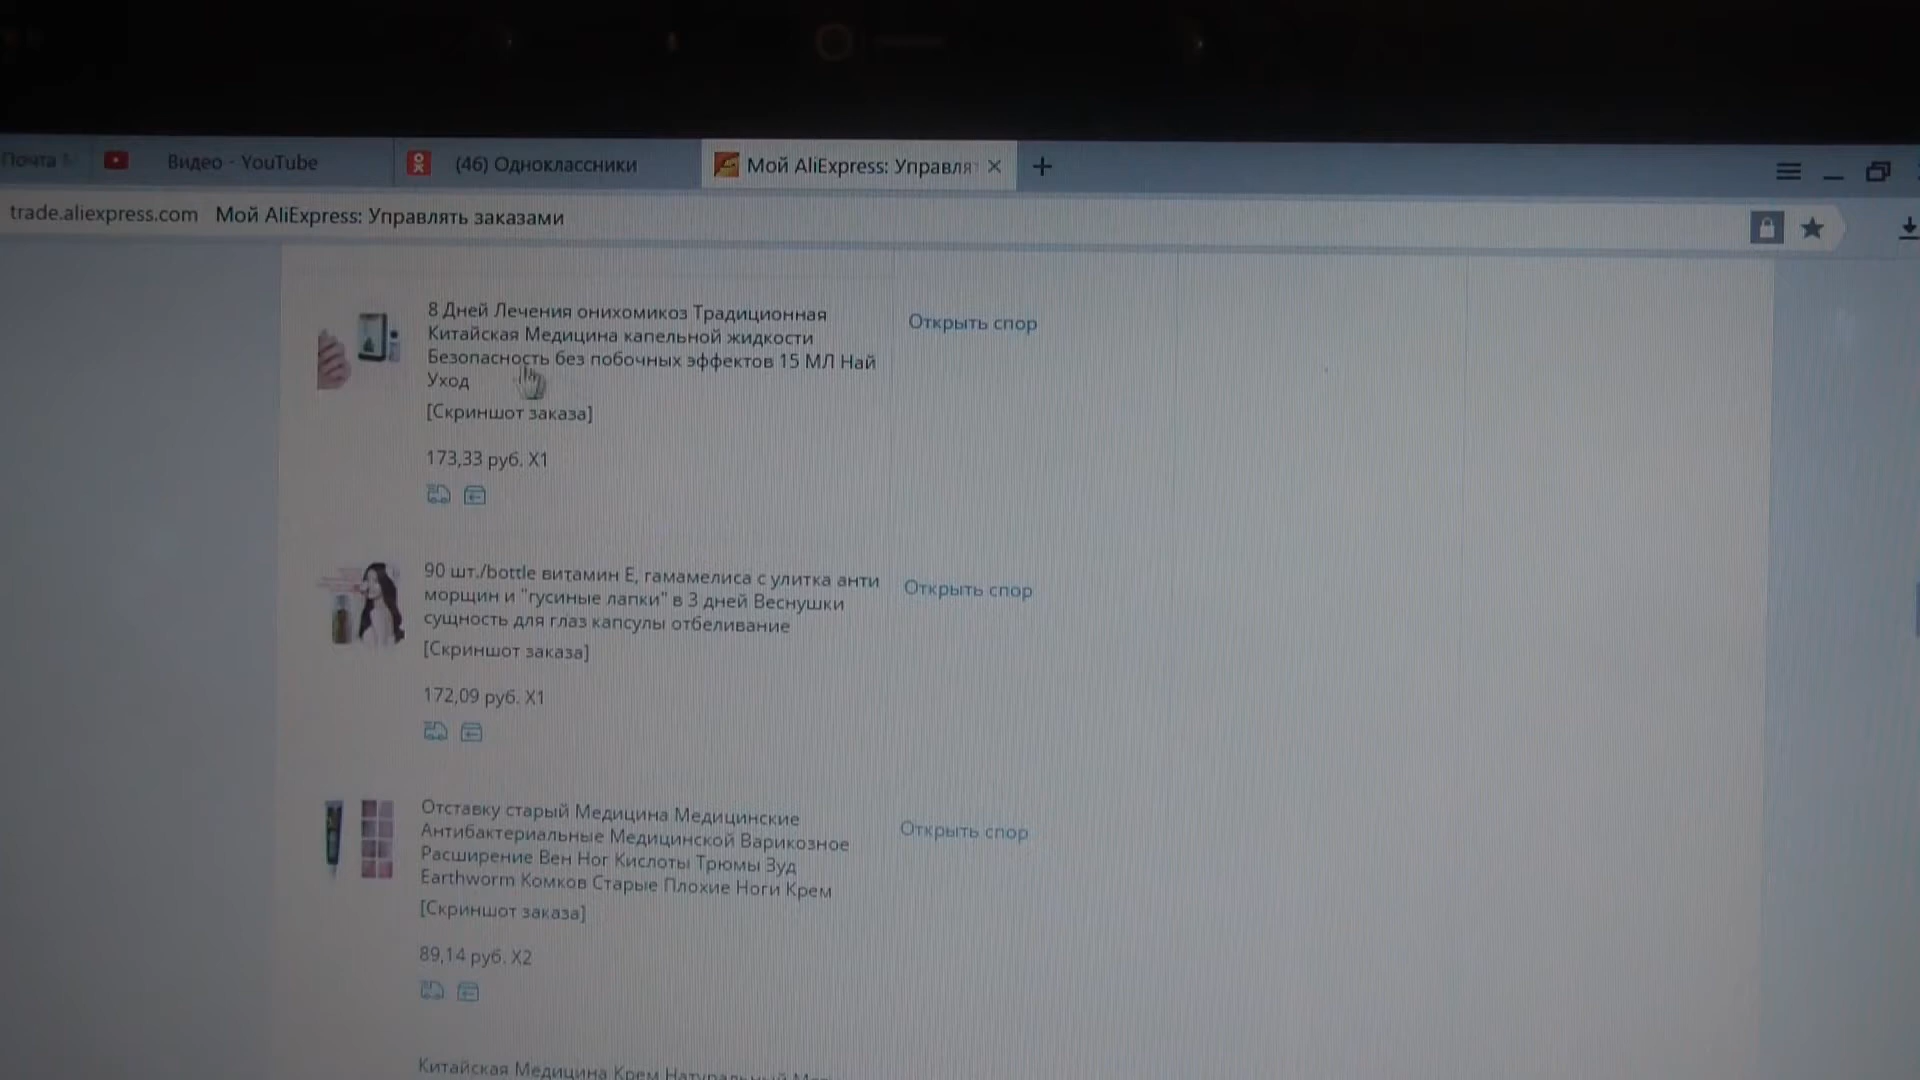 Почта
Видео - YouTube
(46) Одноклассники
Мой AliExpress: Управля
trade.aliexpress.com Мой AliExpress: Управлять заказами
8 Дней Лечения онихомикоз Традиционная
Китайская Медицина капельной жидкости
Безопасность без побочных эффектов 15 МЛ Най
Уход
[Скриншот заказа]
173,33 руб. X1
Открыть спор
90 шт./bottle витамин Е, гамамелиса с улитка анти
морщин и "гусиные лапки" в 3 дней Веснушки
сущность для глаз капсулы отбеливание
[Скриншот заказа]
172,09 руб. X1
Открыть спор
Отставку старый Медицина Медицинские
Антибактериальные Медицинской Варикозное
Расширение Вен Ног Кислоты Трюмы Зуд
Earthworm Комков Старые Плохие Ноги Крем
[Скриншот заказа]
89,14 руб. X2
Открыть спор
Китайская Медицина Крем Натуральный